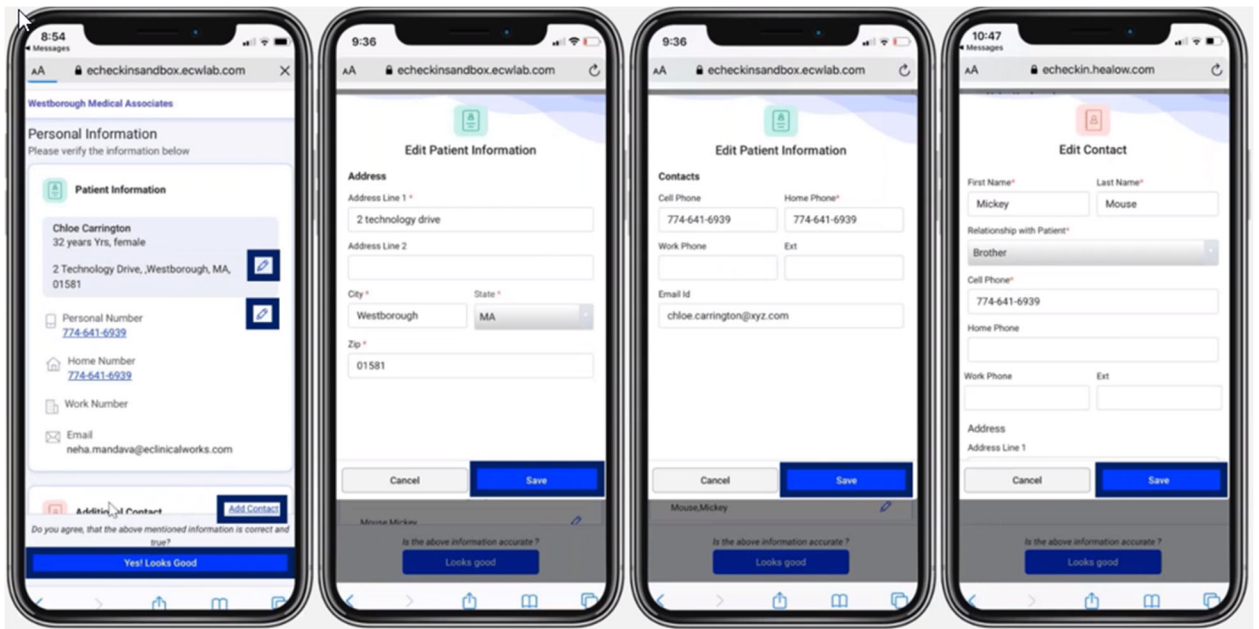 8:54
Messages
AA echeckinsandbox.ecwlab.com
Westborough Medical Associates
Personal Information
Please verify the information below
Patient Information
Chloe Carrington
32 years Yrs, female
2 Technology Drive, ,Westborough, MA,
01581
Personal Number
774-641-6939
Home Number
774-641-6939
Work Number
Email
neha.mandava@eclinicalworks.com
Additional Contact
Add Contact
Do you agree, that the above mentioned information is correct and
true?
Yes! Looks Good
9:36
AA echeckinsandbox.ecwlab.com
Edit Patient Information
Address
Address Line 1 *
2 technology drive
Address Line 2
City * State *
Westborough MA
Zip *
01581
Cancel Save
Mouse,Mickey
Is the above information accurate ?
Looks good
9:36
AA echeckinsandbox.ecwlab.com
Edit Patient Information
Contacts
Cell Phone Home Phone*
774-641-6939 774-641-6939
Work Phone Ext
Email Id
chloe.carrington@xyz.com
Cancel Save
Mouse,Mickey
Is the above information accurate ?
Looks good
10:47
Messages
AA echeckin.healow.com
Edit Contact
First Name* Last Name*
Mickey Mouse
Relationship with Patient*
Brother
Cell Phone*
774-641-6939
Home Phone
Work Phone Ext
Address
Address Line 1
Cancel Save
Is the above information accurate ?
Looks good